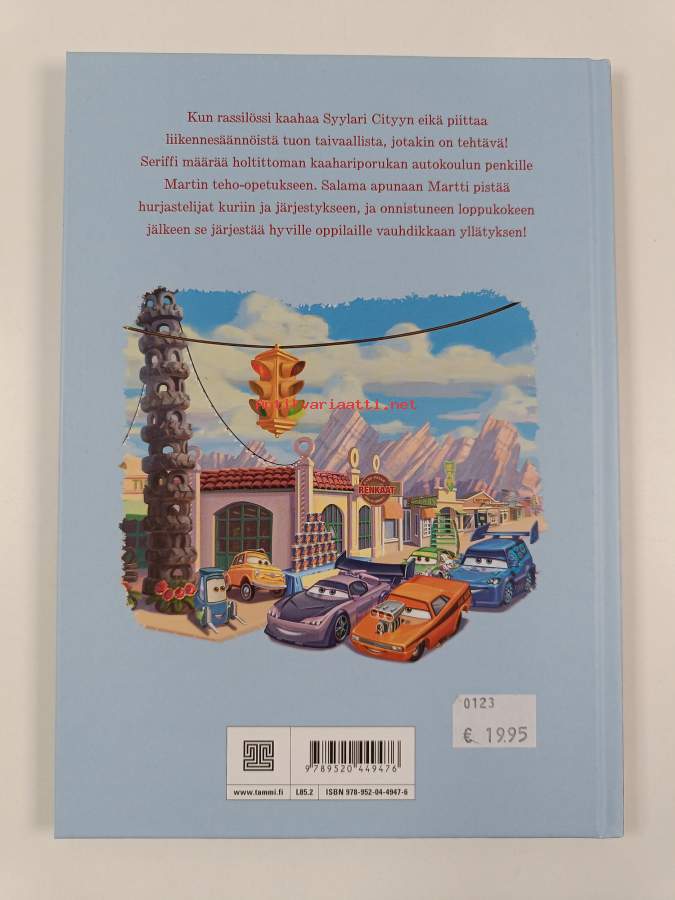 Kun rassilössi kaahaa Syylari Cityyn eikä piittaa
liikennesäännöistä tuon taivaallista, jotakin on tehtävä!
Seriffi määrää holtittoman kaahariporukan autokoulun penkille
Martin teho-opetukseen. Salama apunaan Martti pistää
hurjastelijat kuriin ja järjestykseen, ja onnistuneen loppukokeen
jälkeen se järjestää hyville oppilaille vauhdikkaan yllätyksen!
Antikvariaatti.net
RENKAAT
0123
€ 19.95
9 789520 449476
www.tammi.fi
L85.2
ISBN 978-952-04-4947-6